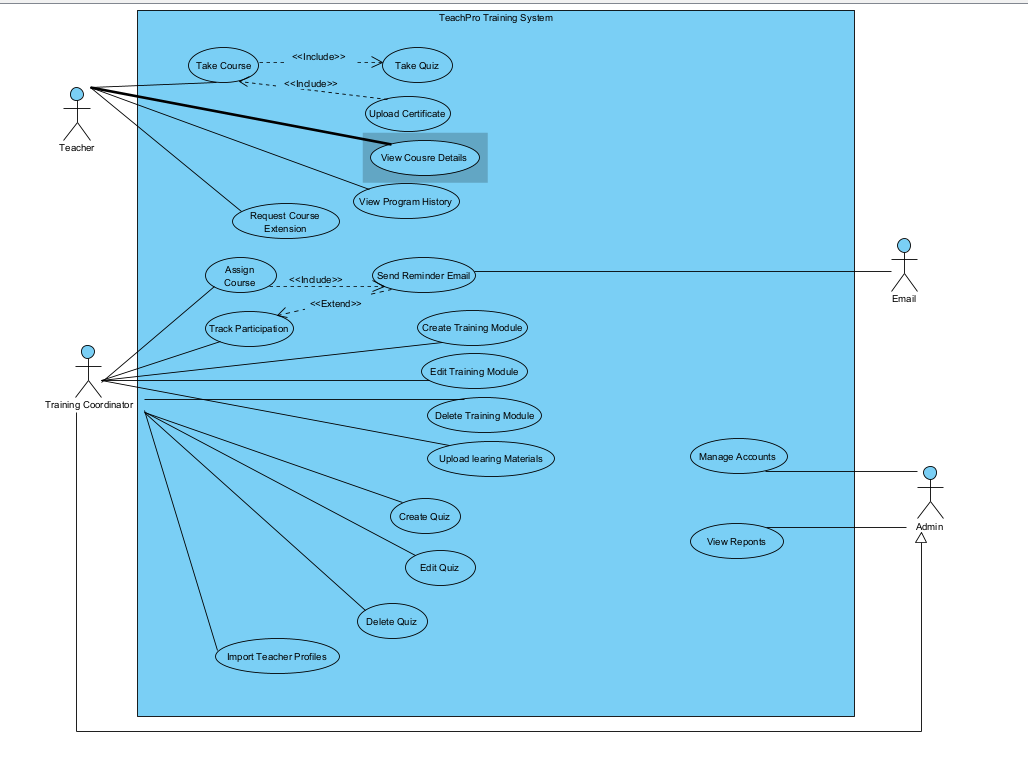 TeachPro Training System
Take Course
<<Include>>
Take Quiz
<<Include>>
Upload Certificate
Teacher
View Cousre Details
View Program History
Request Course
Extension
Assign
Course
<<Include>>
Send Reminder Email
Email
<<Extend>>
Track Participation
Create Training Module
Edit Training Module
Training Coordinator
Delete Training Module
Upload learing Materials
Manage Accounts
Create Quiz
Admin
View Reponts
Edit Quiz
Delete Quiz
Import Teacher Profiles